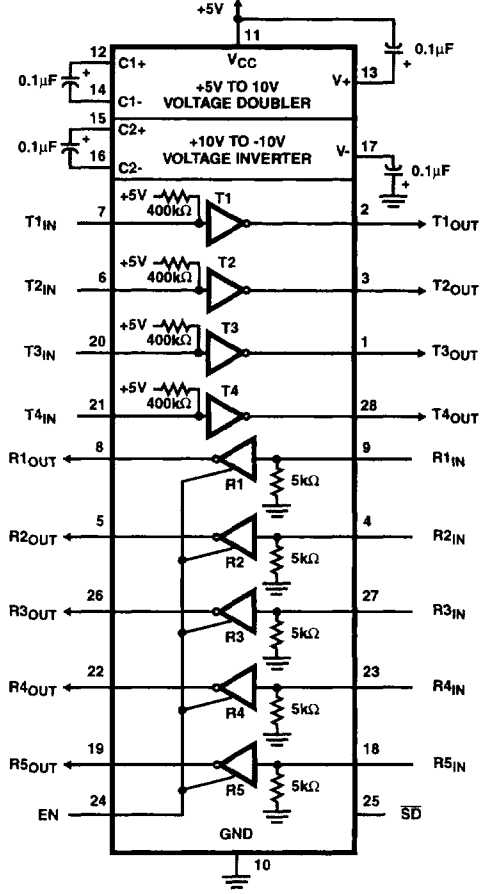 +5V
11
VCC
12
C1+
0.1µF
+
14
C1-
+5V TO 10V
VOLTAGE DOUBLER
V+
13
+
0.1µF
15
C2+
0.1µF
+
16
C2-
+10V TO -10V
VOLTAGE INVERTER
V-
17
+
0.1µF
T1IN
7
+5V
400kΩ
T1
2
T1OUT
T2IN
6
+5V
400kΩ
T2
3
T2OUT
T3IN
20
+5V
400kΩ
T3
1
T3OUT
T4IN
21
+5V
400kΩ
T4
28
T4OUT
R1OUT
8
R1
5kΩ
9
R1IN
R2OUT
5
R2
5kΩ
4
R2IN
R3OUT
26
R3
5kΩ
27
R3IN
R4OUT
22
R4
5kΩ
23
R4IN
R5OUT
19
R5
5kΩ
18
R5IN
EN
24
25
S̅D̅
GND
10